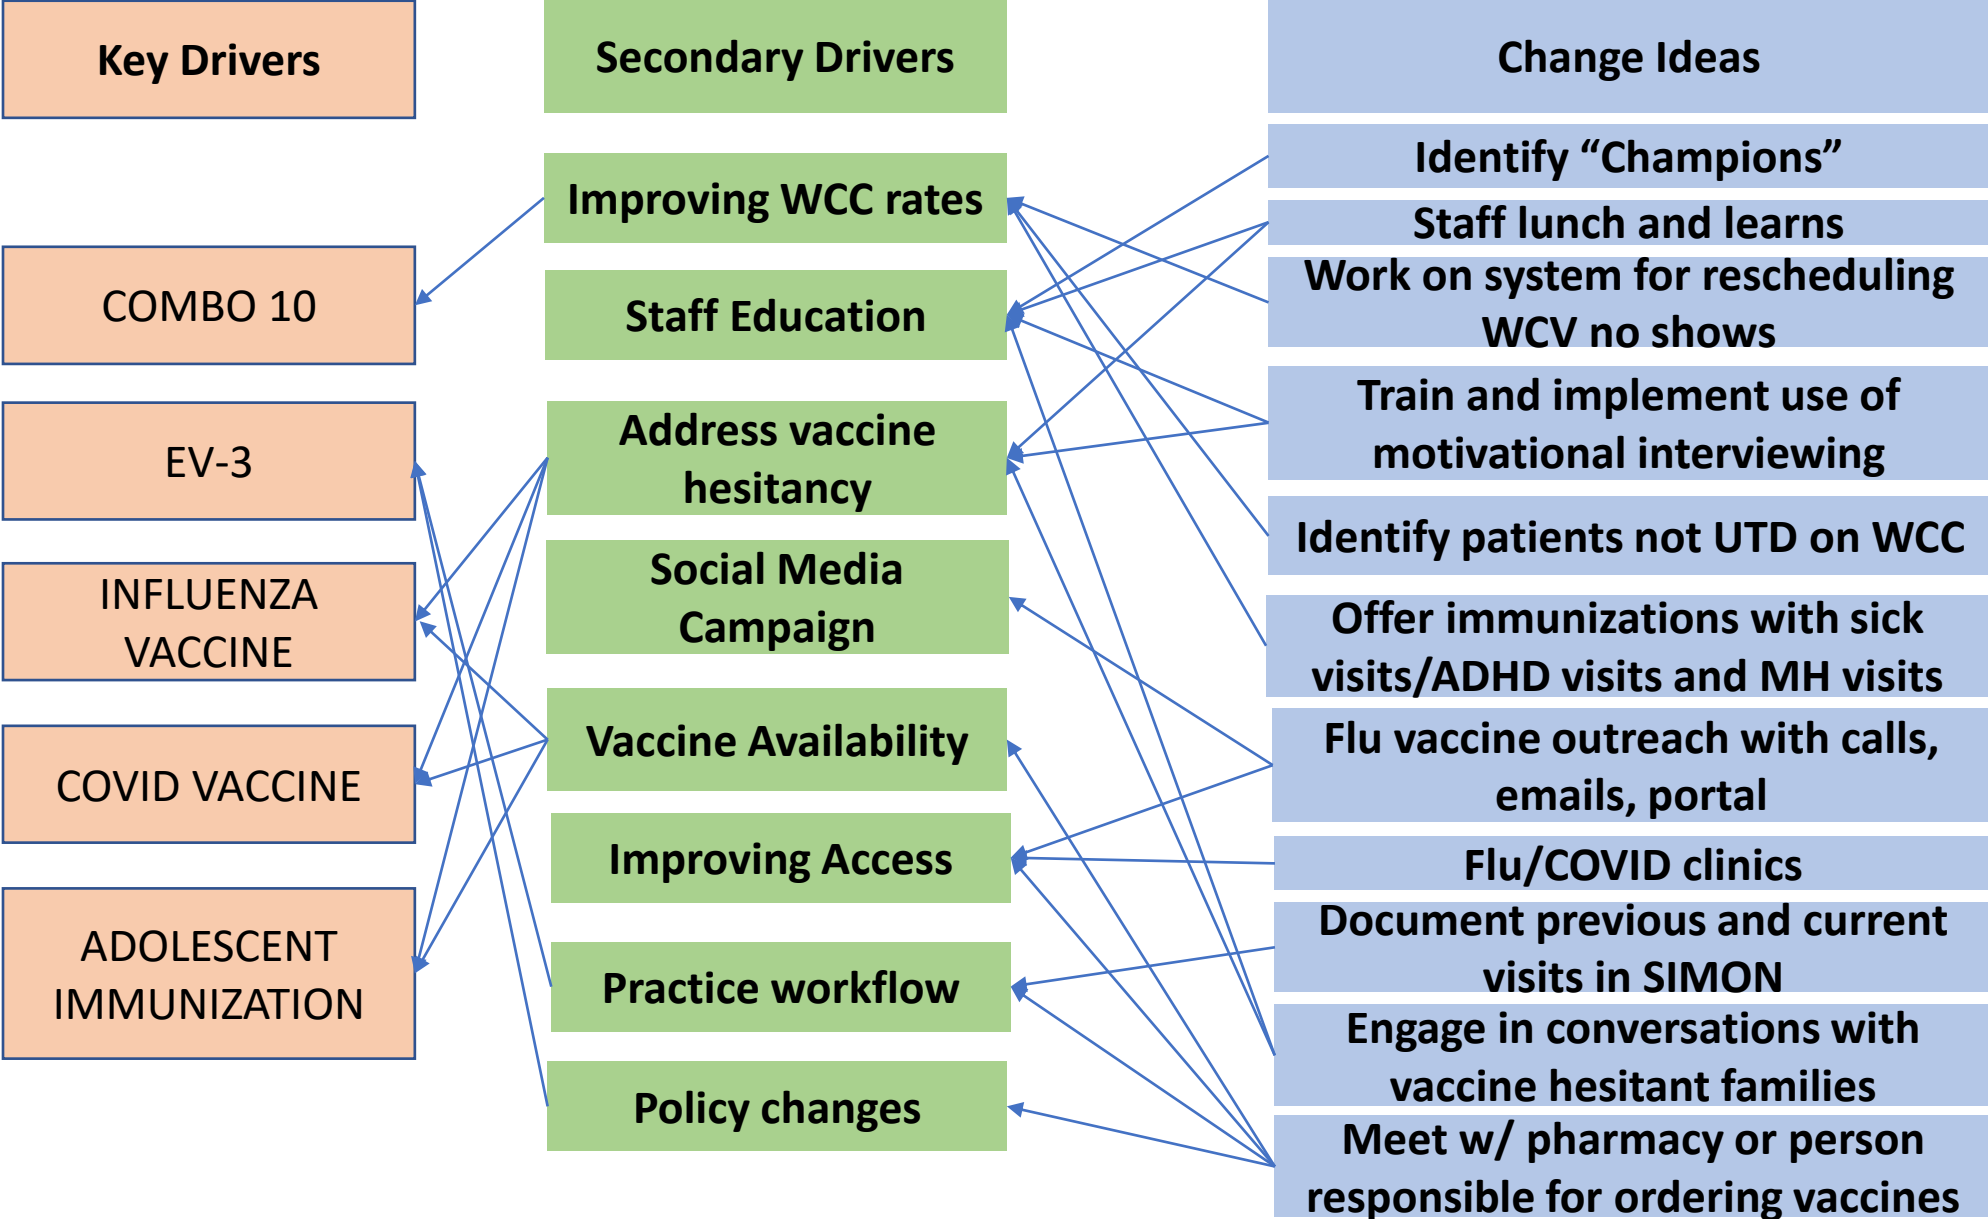 Key Drivers
COMBO 10
EV-3
INFLUENZA
VACCINE
COVID VACCINE
ADOLESCENT
IMMUNIZATION
Secondary Drivers
Improving WCC rates
Staff Education
Address vaccine
hesitancy
Social Media
Campaign
Vaccine Availability
Improving Access
Practice workflow
Policy changes
Change Ideas
Identify “Champions”
Staff lunch and learns
Work on system for rescheduling
WCV no shows
Train and implement use of
motivational interviewing
Identify patients not UTD on WCC
Offer immunizations with sick
visits/ADHD visits and MH visits
Flu vaccine outreach with calls,
emails, portal
Flu/COVID clinics
Document previous and current
visits in SIMON
Engage in conversations with
vaccine hesitant families
Meet w/ pharmacy or person
responsible for ordering vaccines